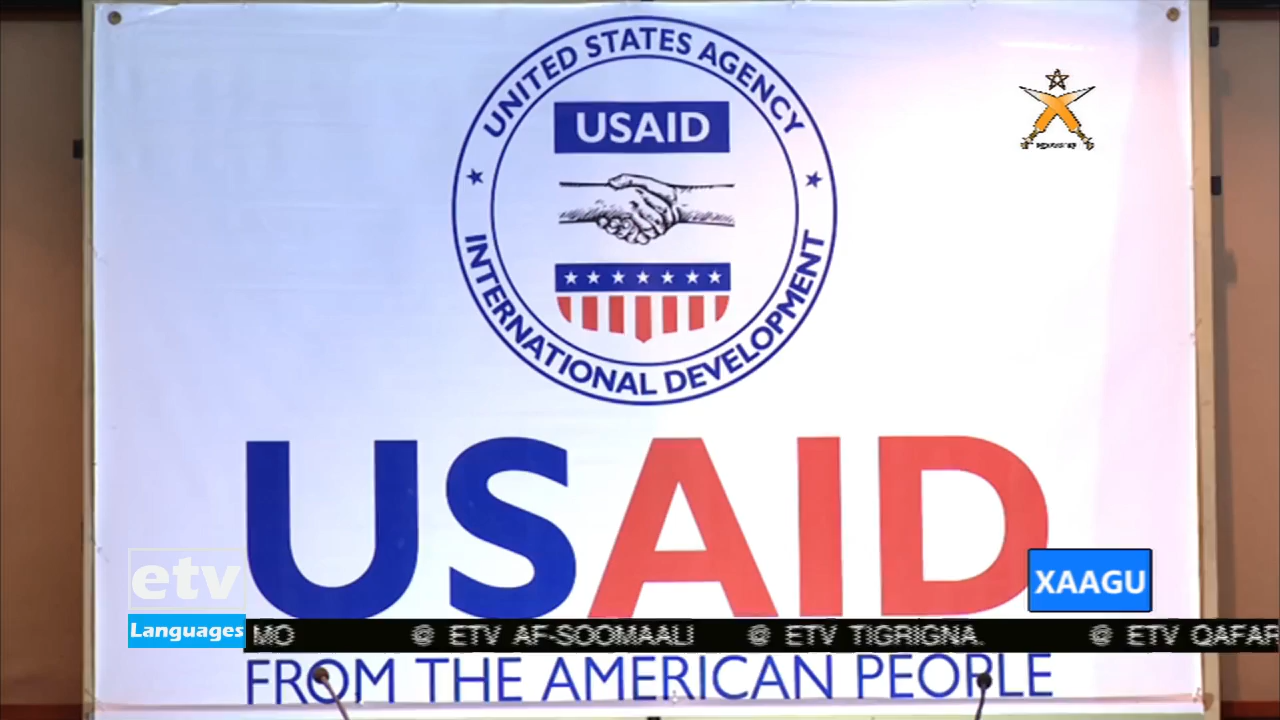 UNITED STATES AGENCY
USAID
INTERNATIONAL DEVELOPMENT
USAID
XAAGU
etv
Languages
MO @ ETV AF-SOOMAALI @ ETV TIGRIGNA. @ ETV QAFAR
FROM THE AMERICAN PEOPLE